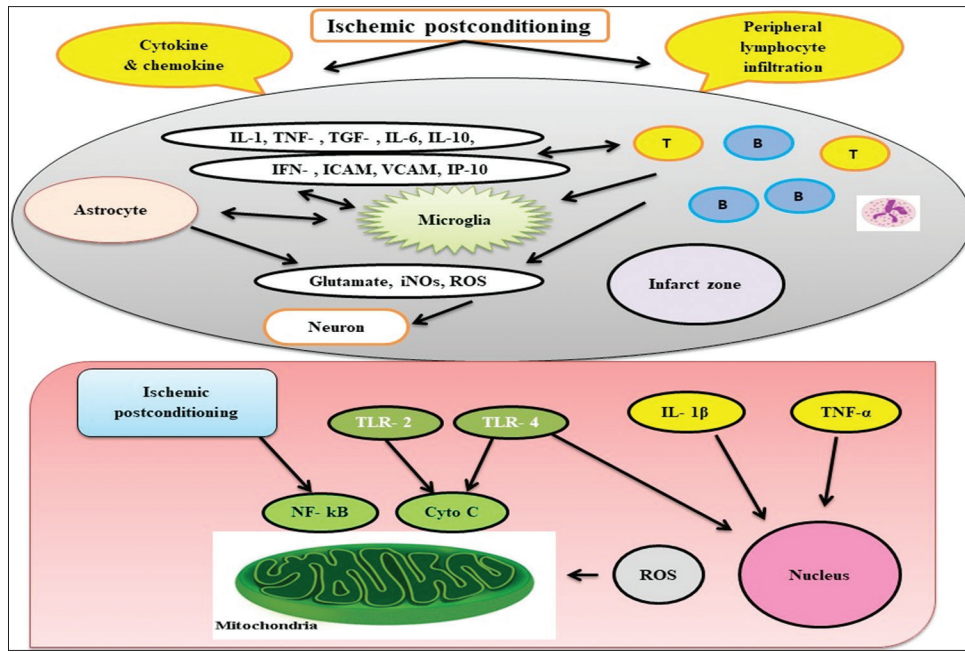 Ischemic postconditioning
Cytokine
& chemokine
Peripheral
lymphocyte
infiltration
IL-1, TNF- , TGF- , IL-6, IL-10,
IFN- , ICAM, VCAM, IP-10
T
B
T
B
B
Astrocyte
Microglia
Glutamate, iNOs, ROS
Infarct zone
Neuron
Ischemic
postconditioning
TLR- 2
TLR- 4
IL- 1β
TNF-α
NF- kB
Cyto C
ROS
Nucleus
Mitochondria